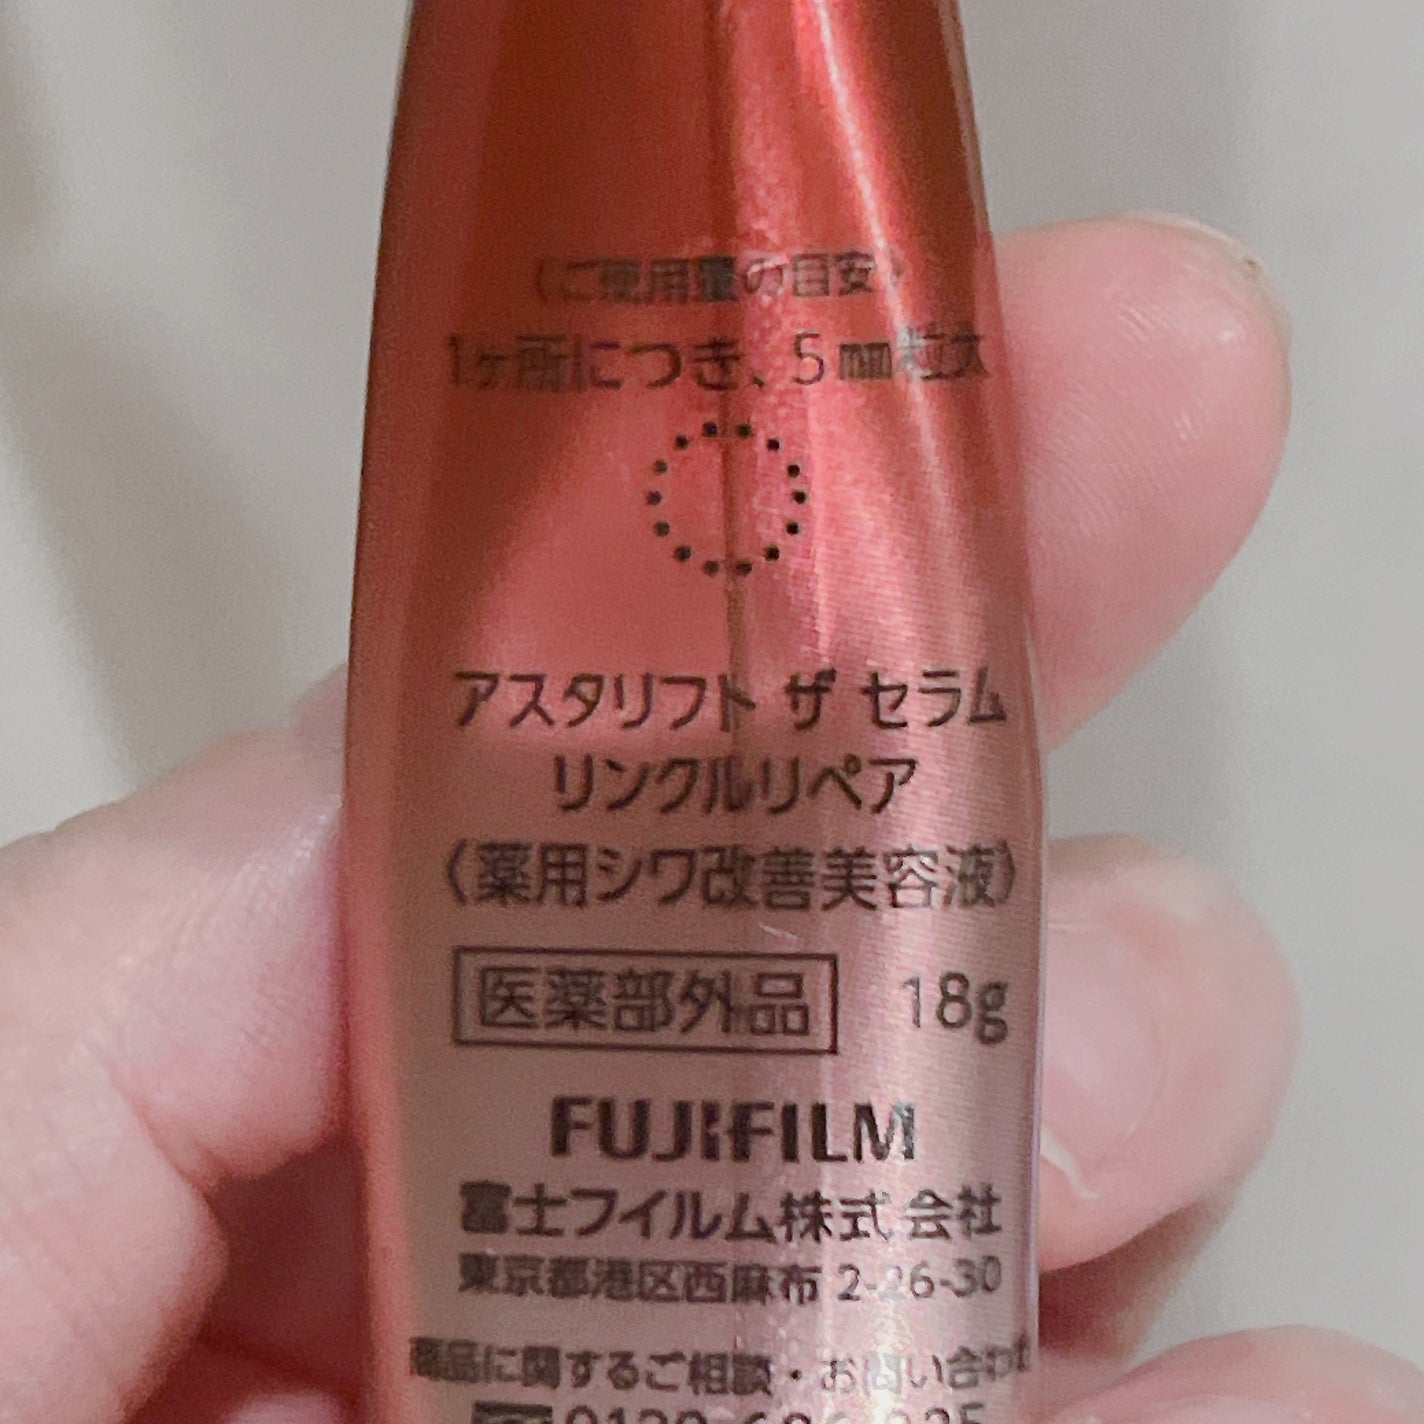 〈ご使用量の目安〉
1ヶ所につき、5mm粒大
アスタリフト ザ セラム
リンクルリペア
〈薬用シワ改善美容液〉
医薬部外品 18g
FUJIFILM
富士フイルム株式会社
東京都港区西麻布 2-26-30
商品に関するご相談・お問い合わせ